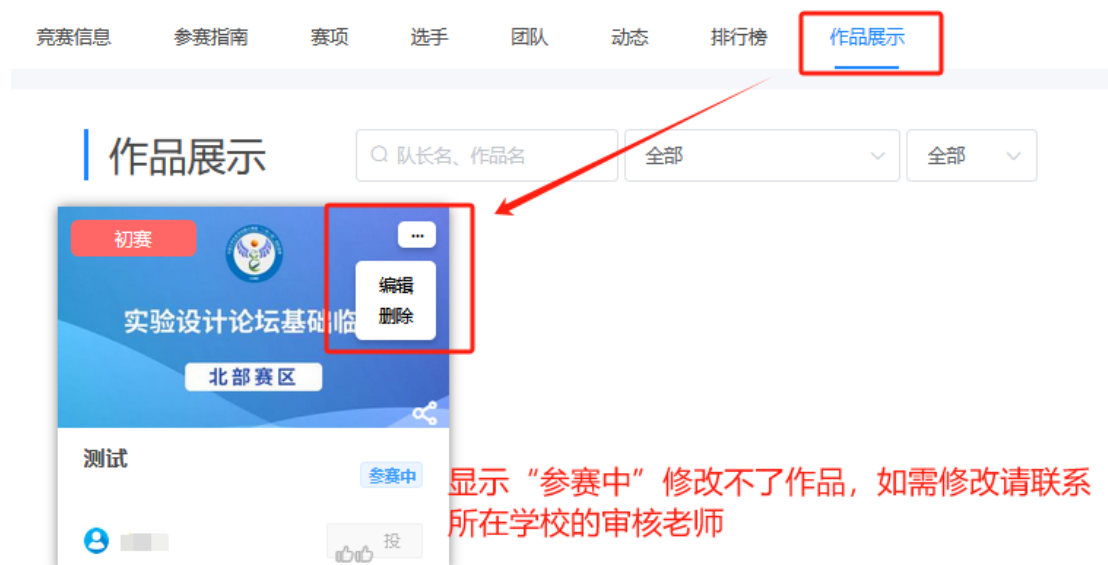 竞赛信息 参赛指南 赛项 选手 团队 动态 排行榜 作品展示
作品展示
队长名、作品名
全部
全部
初赛
...
编辑
删除
实验设计论坛基础临
北部赛区
测试
参赛中
显示“参赛中”修改不了作品，如需修改请联系
所在学校的审核老师
投